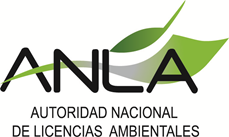 ANLA
AUTORIDAD NACIONAL
DE LICENCIAS AMBIENTALES